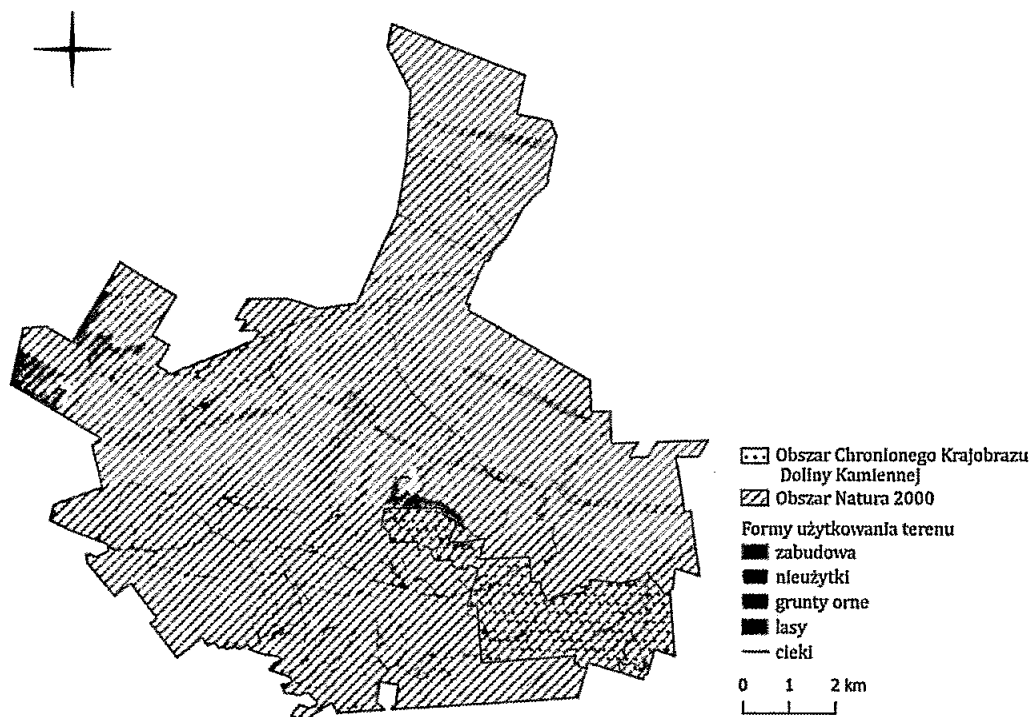 Obszar Chronionego Krajobrazu
Doliny Kamiennej
Obszar Natura 2000
Formy użytkowania terenu
zabudowa
nieużytki
grunty orne
lasy
cieki
0 1 2 km